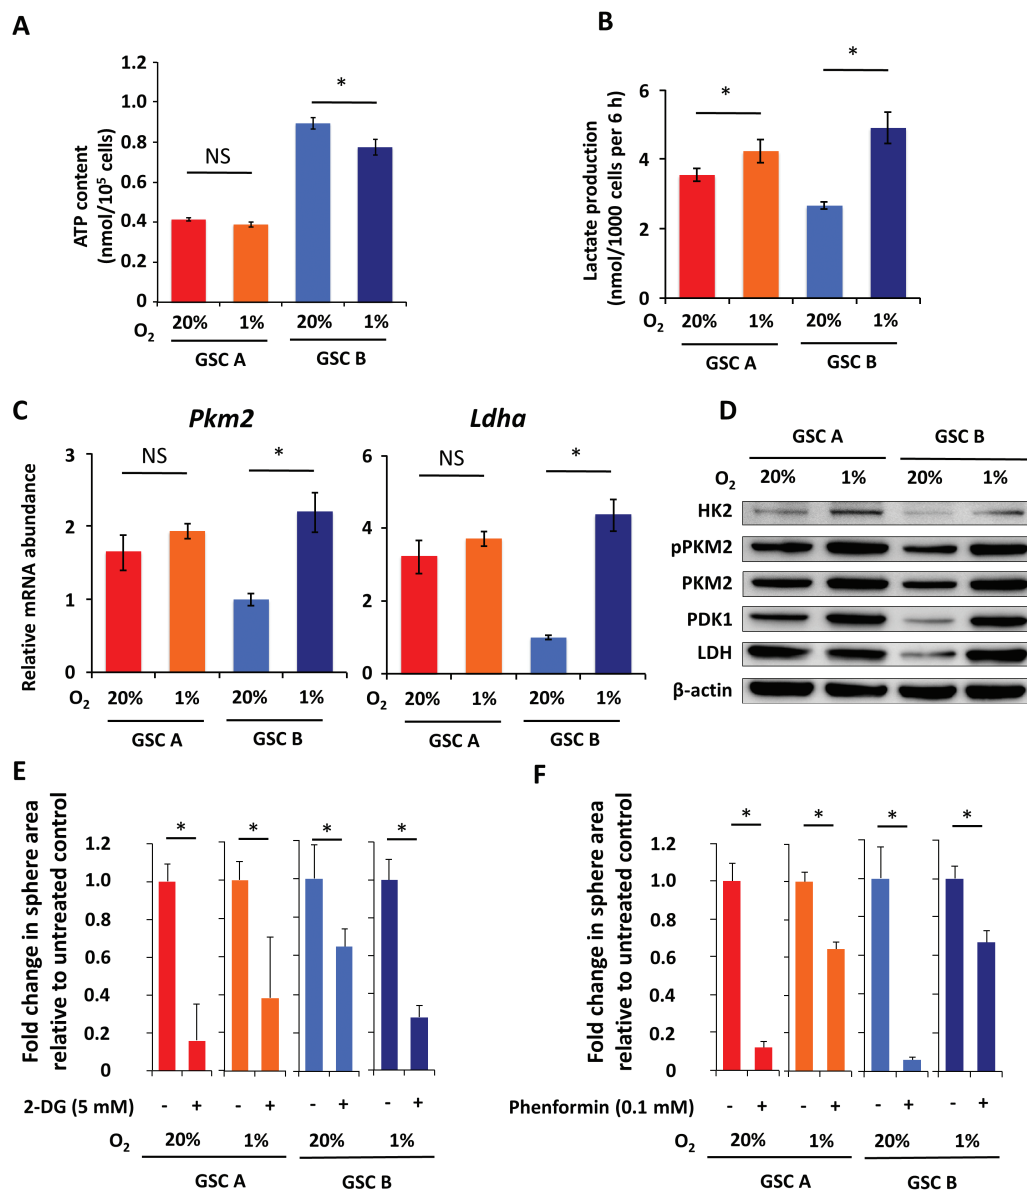 A
ATP content
(nmol/10⁵ cells)
1.2
1.0
0.8
0.6
0.4
0.2
0
NS
*
O₂ 20% 1% 20% 1%
GSC A GSC B
B
Lactate production
(nmol/1000 cells per 6 h)
6
4
2
0
*
*
O₂ 20% 1% 20% 1%
GSC A GSC B
C
Relative mRNA abundance
Pkm2
3
2
1
0
NS
*
O₂ 20% 1% 20% 1%
GSC A GSC B
Ldha
6
4
2
0
NS
*
O₂ 20% 1% 20% 1%
GSC A GSC B
D
GSC A GSC B
O₂ 20% 1% 20% 1%
HK2
pPKM2
PKM2
PDK1
LDH
β-actin
E
Fold change in sphere area
relative to untreated control
1.2
1.0
0.8
0.6
0.4
0.2
0
* * * *
2-DG (5 mM) - + - + - + - +
O₂ 20% 1% 20% 1%
GSC A GSC B
F
Fold change in sphere area
relative to untreated control
1.2
1.0
0.8
0.6
0.4
0.2
0
* * * *
Phenformin (0.1 mM) - + - + - + - +
O₂ 20% 1% 20% 1%
GSC A GSC B